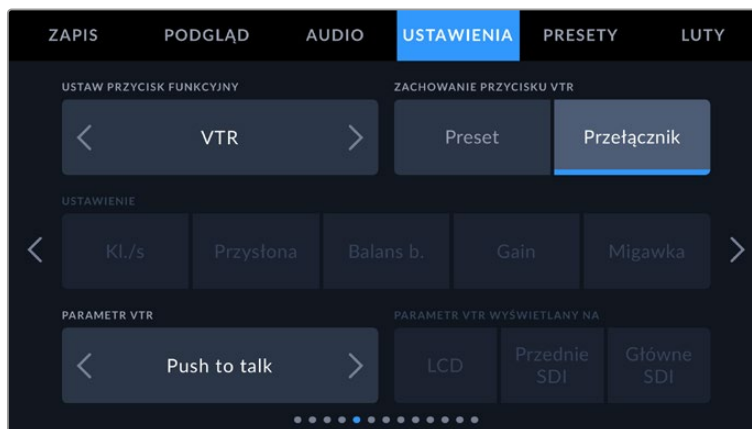 ZAPIS PODGLĄD AUDIO USTAWIENIA PRESETY LUTY
USTAW PRZYCISK FUNKCYJNY ZACHOWANIE PRZYCISKU VTR
VTR Preset Przełącznik
USTAWIENIE
Kl./s Przysłona Balans b. Gain Migawka
PARAMETR VTR PARAMETR VTR WYŚWIETLANY NA
Push to talk LCD Przednie SDI Główne SDI